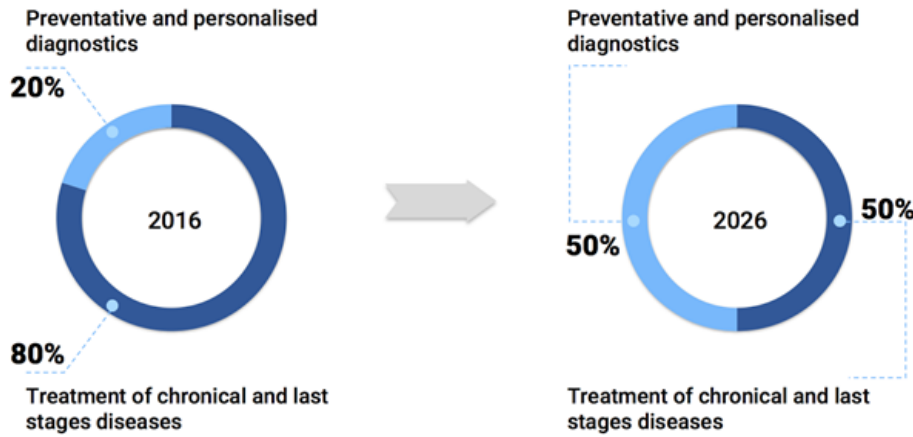 Preventative and personalised
diagnostics
20%
2016
80%
Treatment of chronical and last
stages diseases
Preventative and personalised
diagnostics
50%
2026
50%
Treatment of chronical and last
stages diseases